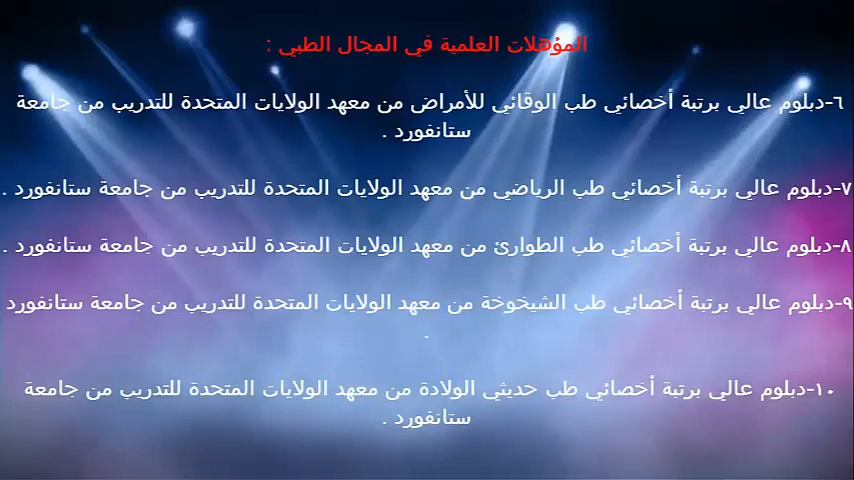 المؤهلات العلمية في المجال الطبي :
٦-دبلوم عالي برتبة أخصائي طب الوقائي للأمراض من معهد الولايات المتحدة للتدريب من جامعة
ستانفورد .
٧-دبلوم عالي برتبة أخصائي طب الرياضي من معهد الولايات المتحدة للتدريب من جامعة ستانفورد .
٨-دبلوم عالي برتبة أخصائي طب الطوارئ من معهد الولايات المتحدة للتدريب من جامعة ستانفورد .
٩-دبلوم عالي برتبة أخصائي طب الشيخوخة من معهد الولايات المتحدة للتدريب من جامعة ستانفورد
.
١٠-دبلوم عالي برتبة أخصائي طب حديثي الولادة من معهد الولايات المتحدة للتدريب من جامعة
ستانفورد .